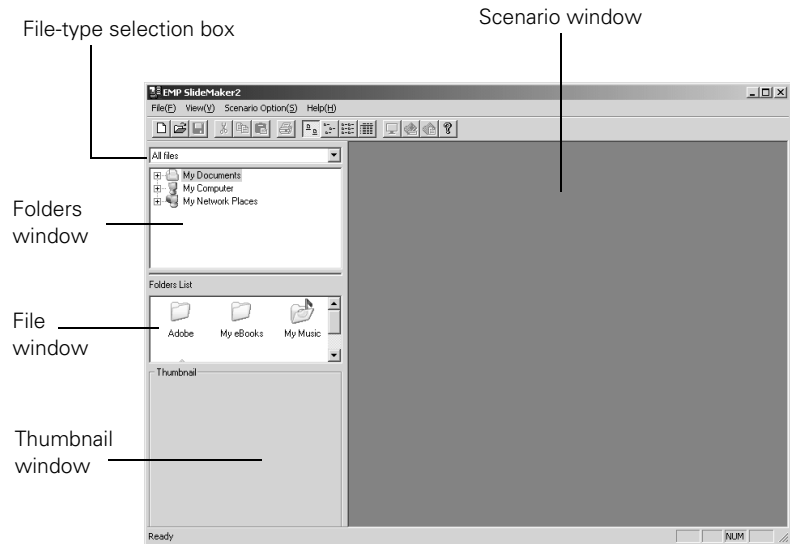 Scenario window
File-type selection box
EMP SlideMaker2
File(F) View(V) Scenario Option(S) Help(H)
All files
My Documents
My Computer
My Network Places
Folders
window
Folders List
File
window
Adobe My eBooks My Music
Thumbnail
Thumbnail
window
Ready NUM